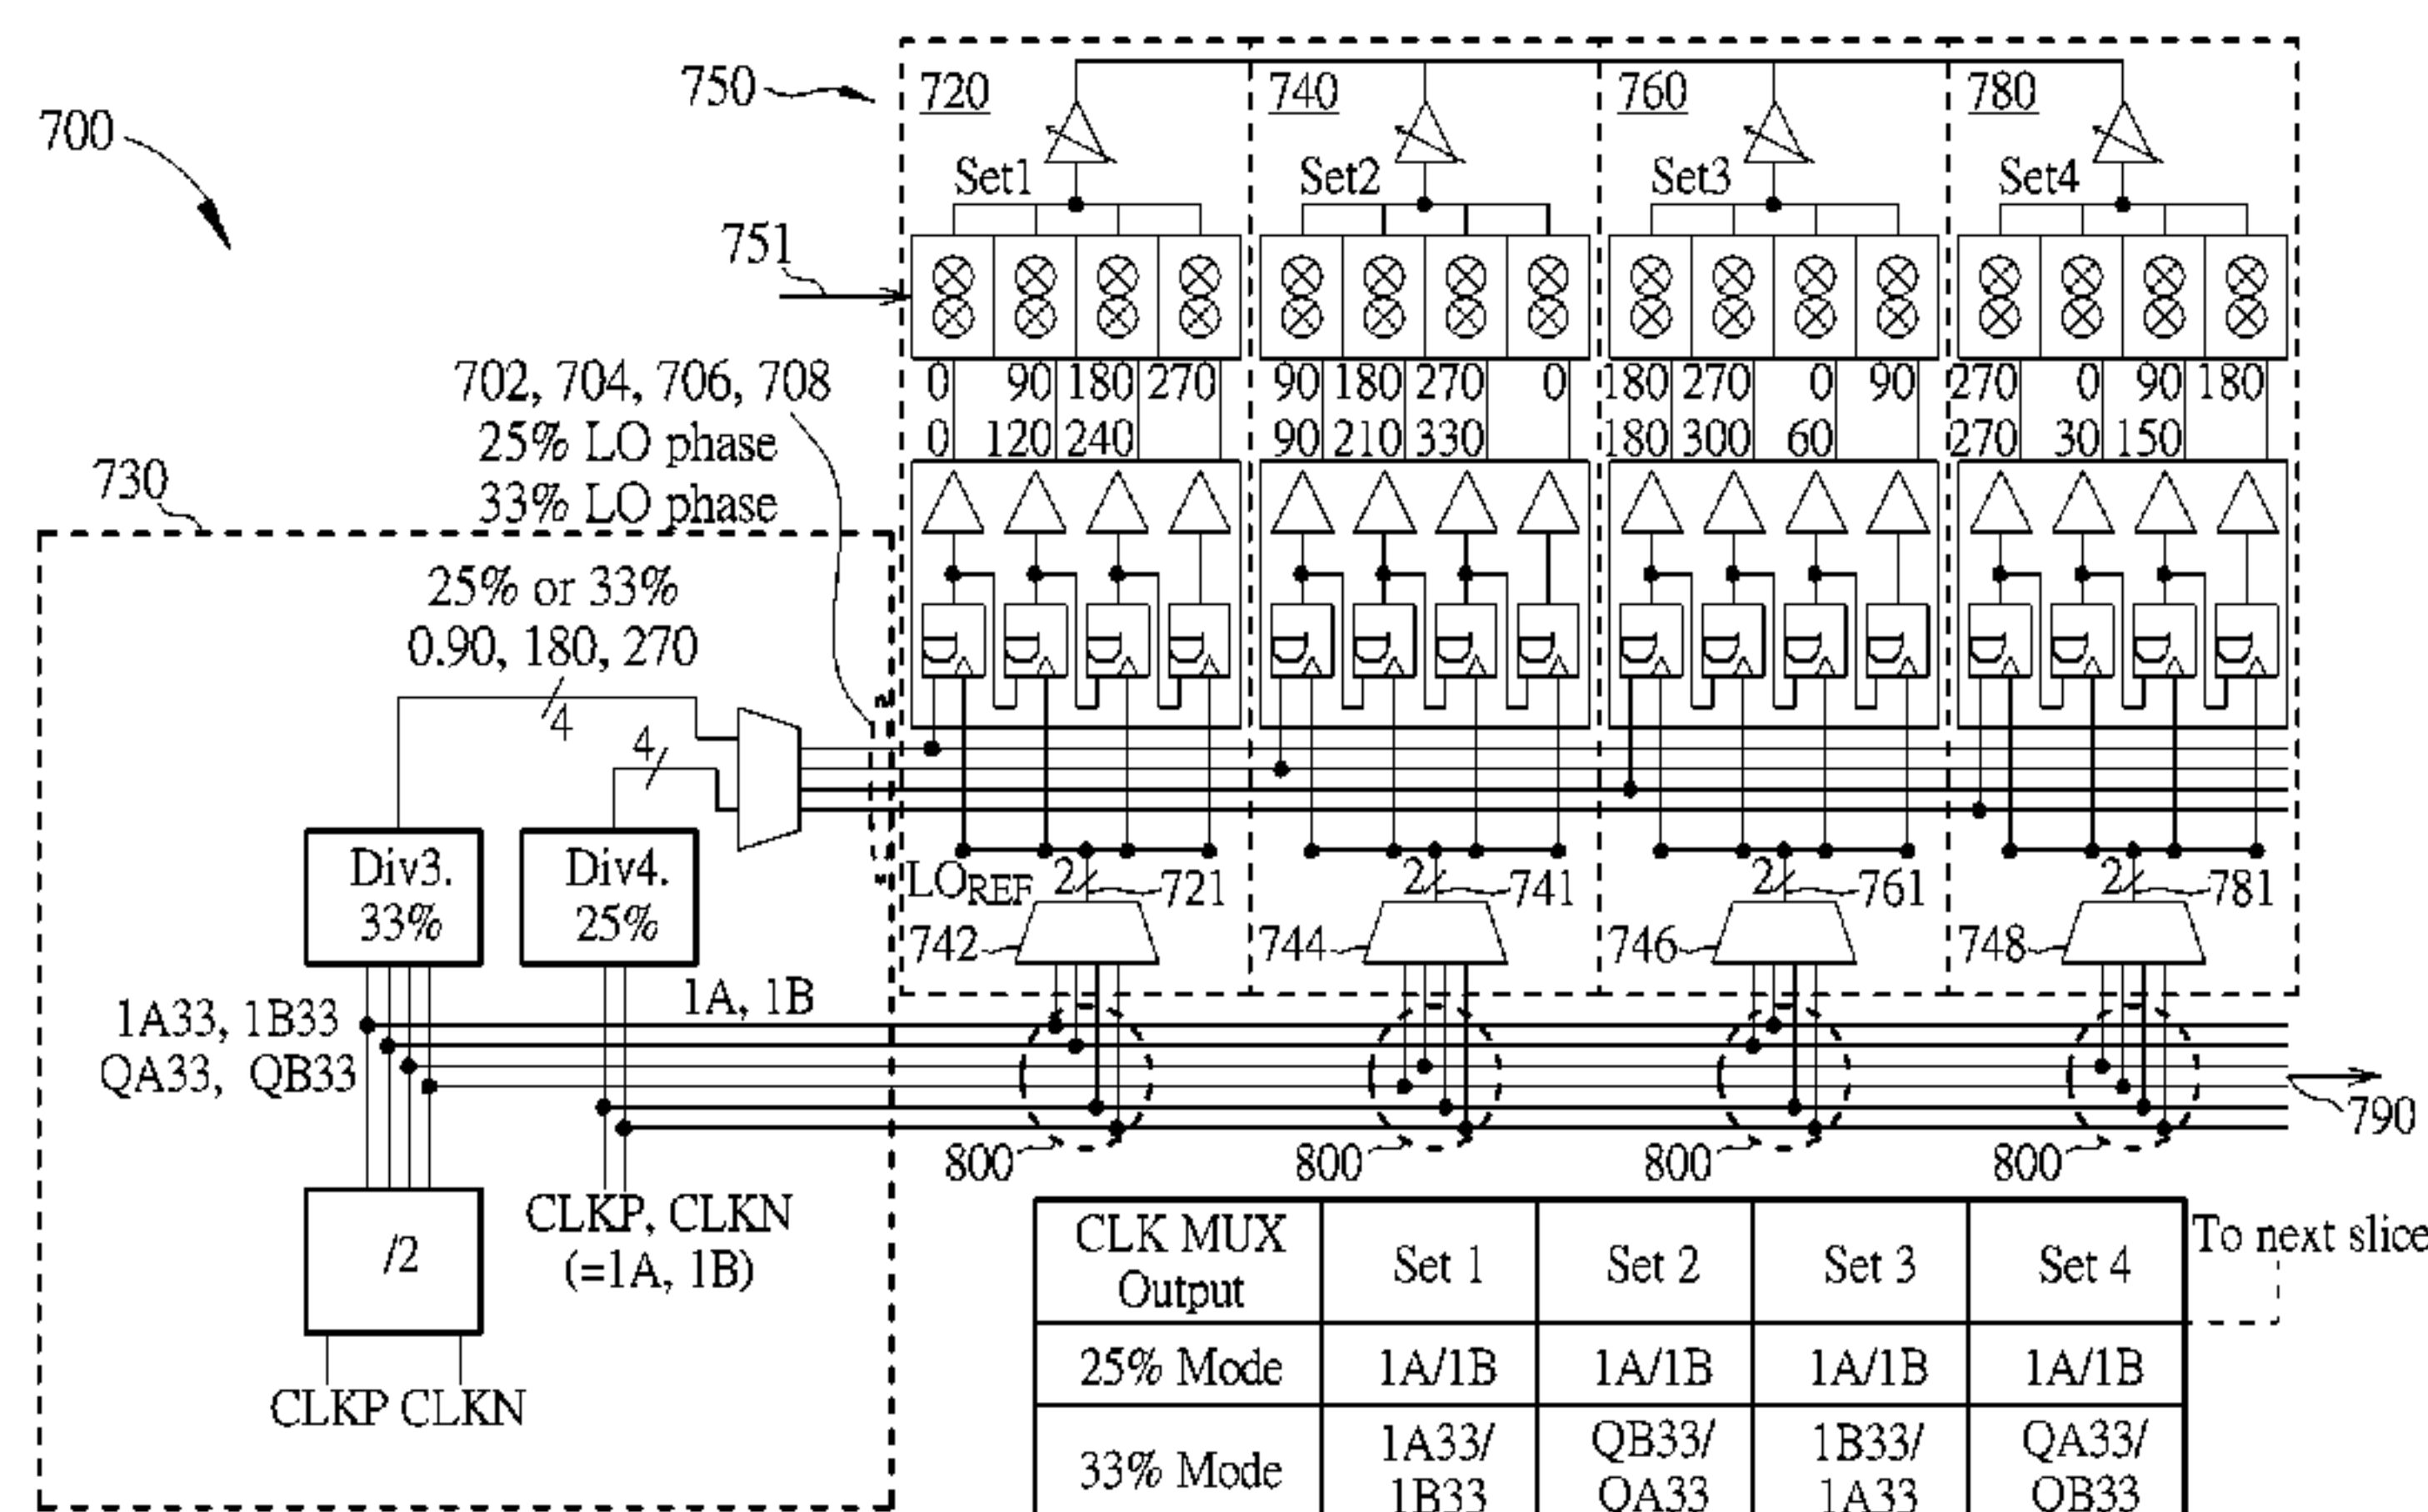 750
720
740
760
780
700
Set1
Set2
Set3
Set4
751
702, 704, 706, 708
25% LO phase
33% LO phase
0 90 180 270
90 180 270 0
180 270 0 90
270 0 90 180
0 120 240
90 210 330
180 300 60
270 30 150
730
25% or 33%
0.90, 180, 270
4
4
D D D D
D D D D
D D D D
D D D D
Div3.
33%
Div4.
25%
LOREF
2 721
2 741
2 761
2 781
742
744
746
748
1A, 1B
1A33, 1B33
QA33, QB33
790
800
800
800
800
/2
CLKP, CLKN
(=1A, 1B)
CLKP CLKN
To next slice
CLK MUX
Output
Set 1
Set 2
Set 3
Set 4
25% Mode
1A/1B
1A/1B
1A/1B
1A/1B
33% Mode
1A33/
1B33
QB33/
QA33
1B33/
1A33
QA33/
QB33